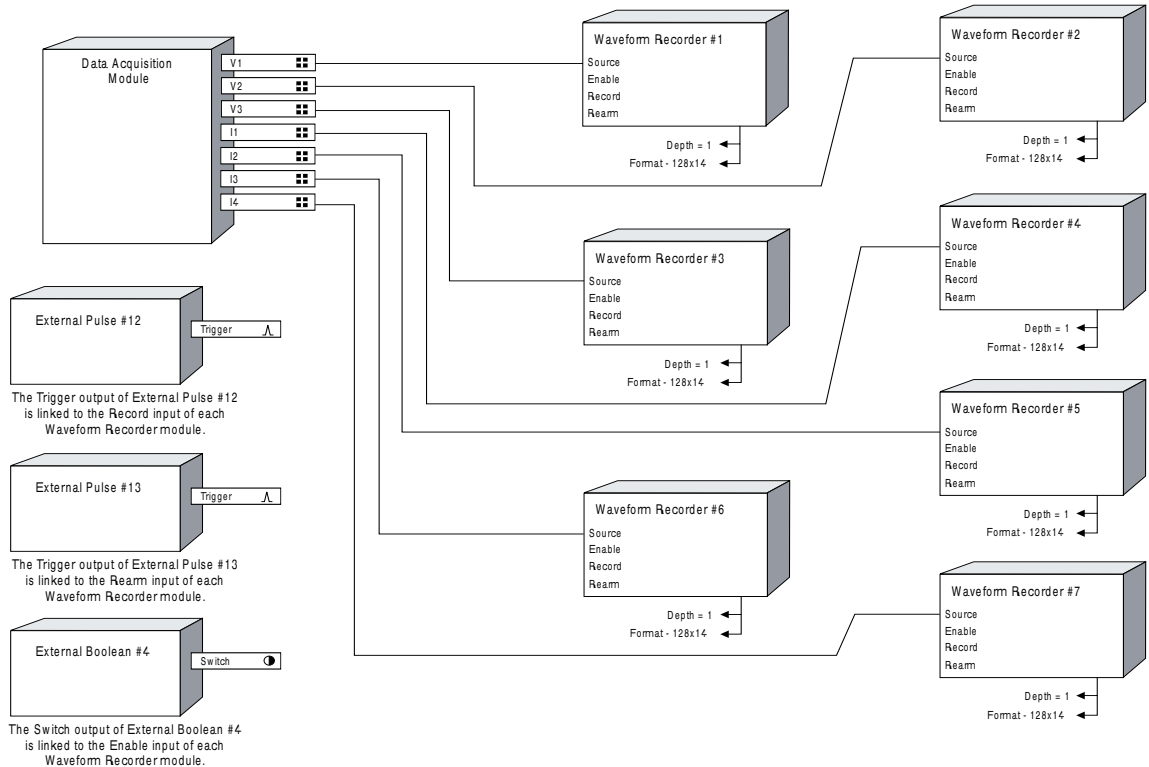 Data Acquisition
Module
V1
V2
V3
I1
I2
I3
I4
External Pulse #12
Trigger
The Trigger output of External Pulse #12
is linked to the Record input of each
Waveform Recorder module.
External Pulse #13
Trigger
The Trigger output of External Pulse #13
is linked to the Rearm input of each
Waveform Recorder module.
External Boolean #4
Switch
The Switch output of External Boolean #4
is linked to the Enable input of each
Waveform Recorder module.
Waveform Recorder #1
Source
Enable
Record
Rearm
Depth = 1
Format - 128x14
Waveform Recorder #2
Source
Enable
Record
Rearm
Depth = 1
Format - 128x14
Waveform Recorder #3
Source
Enable
Record
Rearm
Depth = 1
Format - 128x14
Waveform Recorder #4
Source
Enable
Record
Rearm
Depth = 1
Format - 128x14
Waveform Recorder #5
Source
Enable
Record
Rearm
Depth = 1
Format - 128x14
Waveform Recorder #6
Source
Enable
Record
Rearm
Depth = 1
Format - 128x14
Waveform Recorder #7
Source
Enable
Record
Rearm
Depth = 1
Format - 128x14